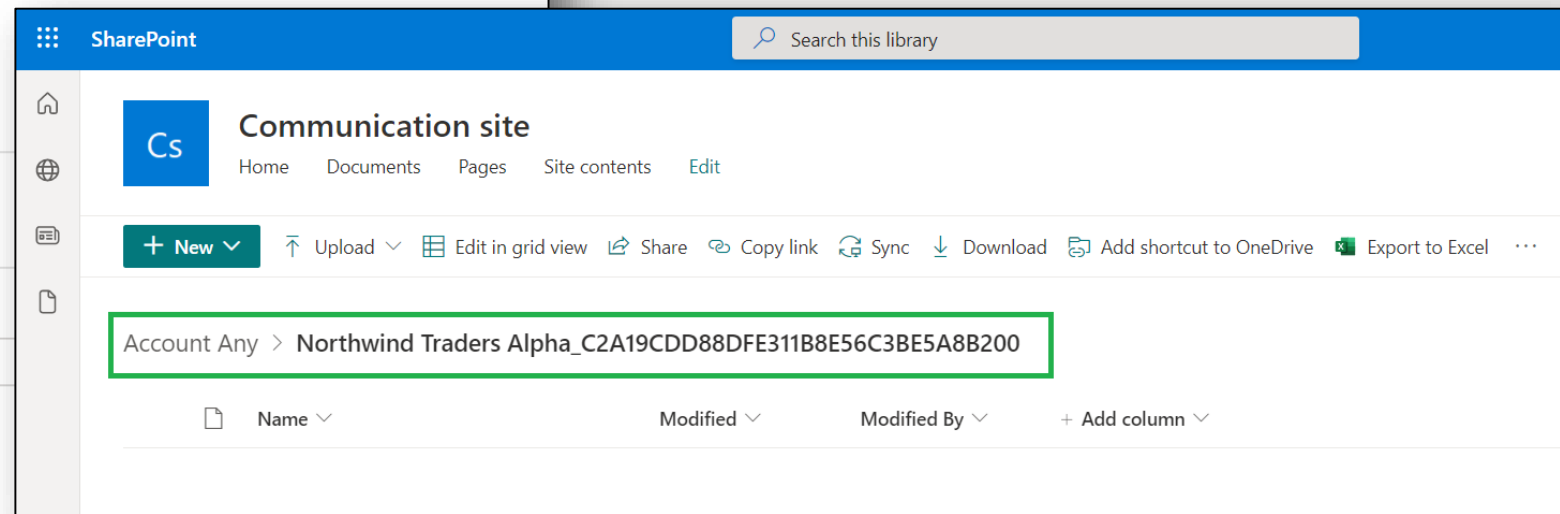 SharePoint
Search this library
Cs
Communication site
Home Documents Pages Site contents Edit
+ New Upload Edit in grid view Share Copy link Sync Download Add shortcut to OneDrive Export to Excel ...
Account Any > Northwind Traders Alpha_C2A19CDD88DFE311B8E56C3BE5A8B200
Name Modified Modified By + Add column